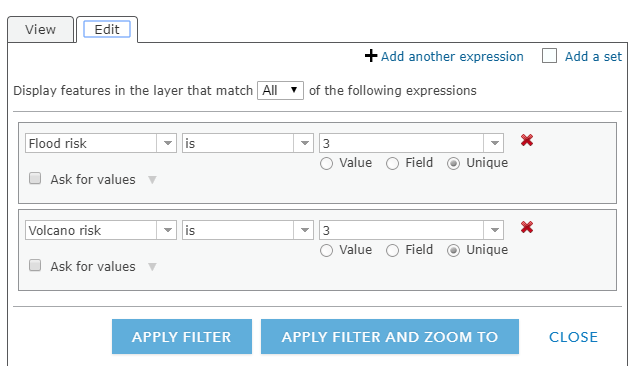 View Edit
Add another expression Add a set
Display features in the layer that match All of the following expressions
Flood risk is 3
Value Field Unique
Ask for values
Volcano risk is 3
Value Field Unique
Ask for values
APPLY FILTER APPLY FILTER AND ZOOM TO CLOSE